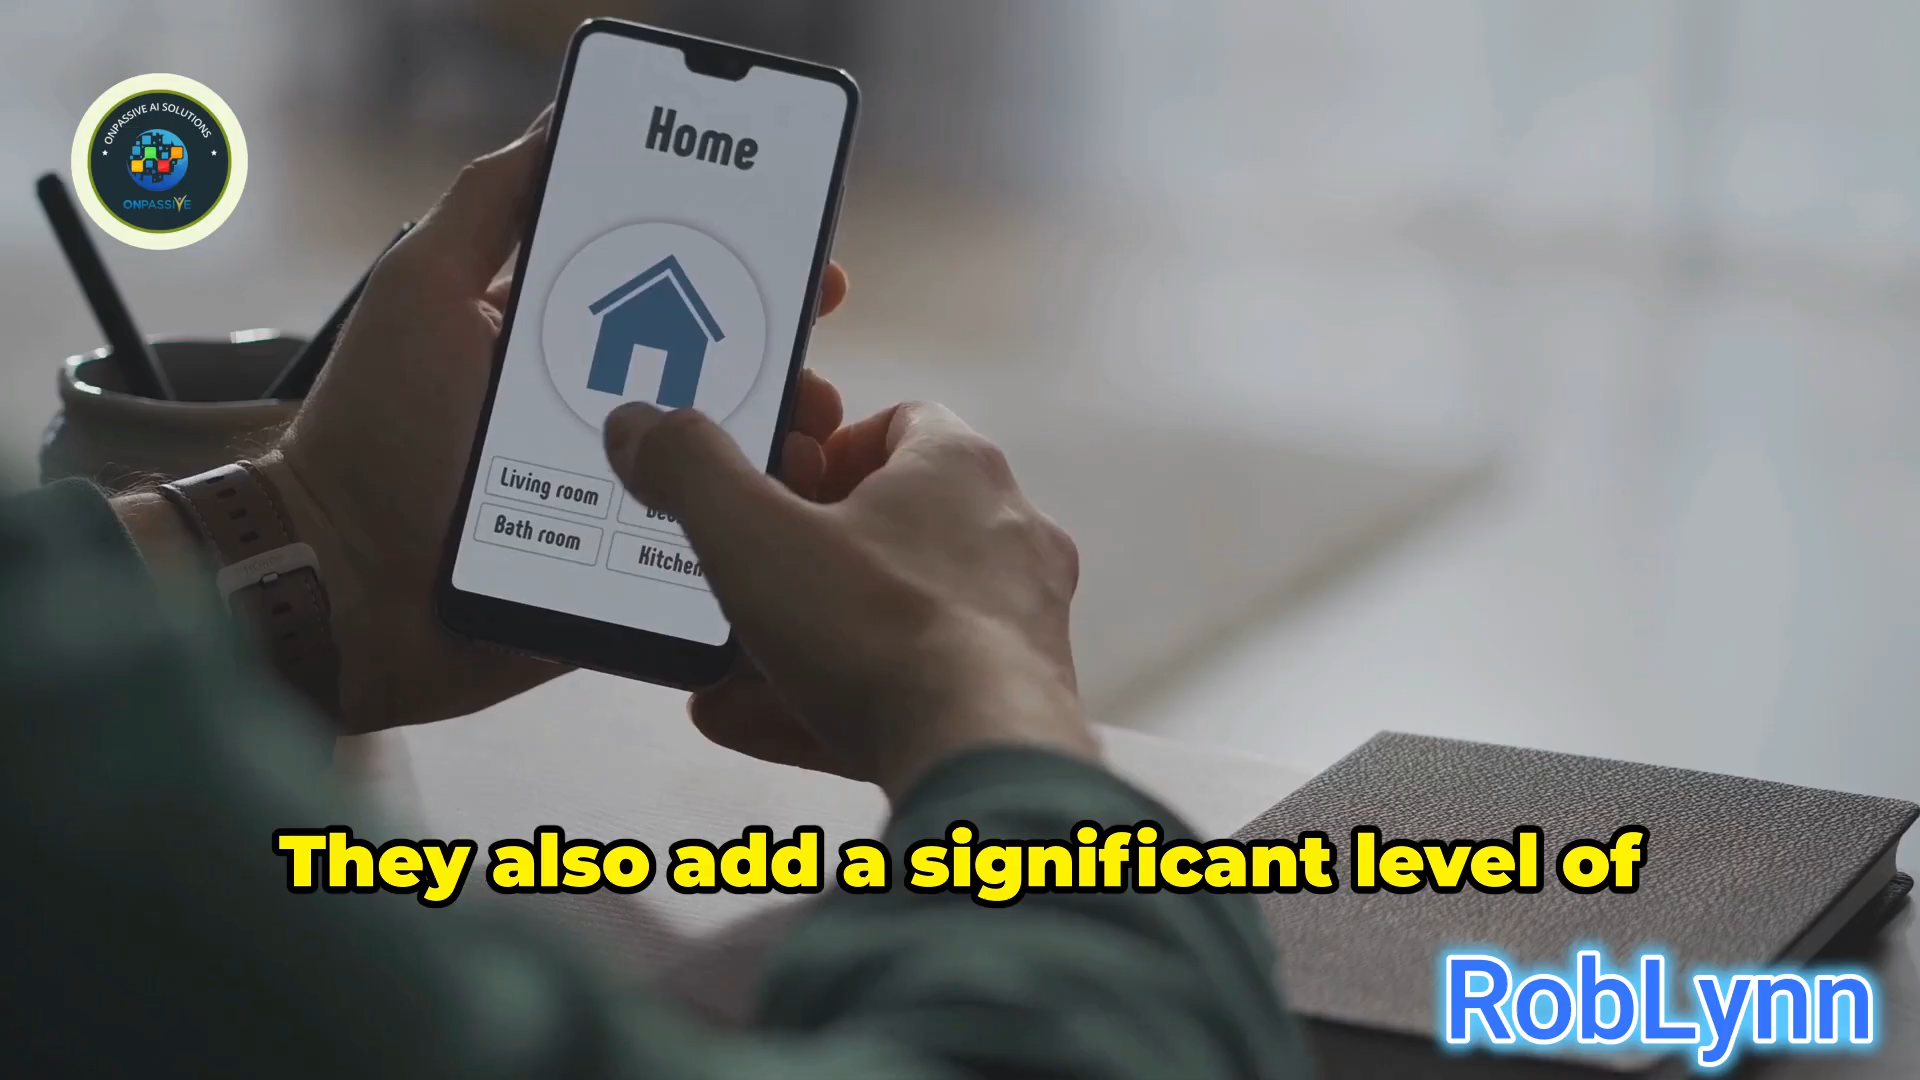 ONPASSIVE AI SOLUTIONS
ONPASSIVE
Home
Living room
Bath room
Kitchen
They also add a significant level of
RobLynn